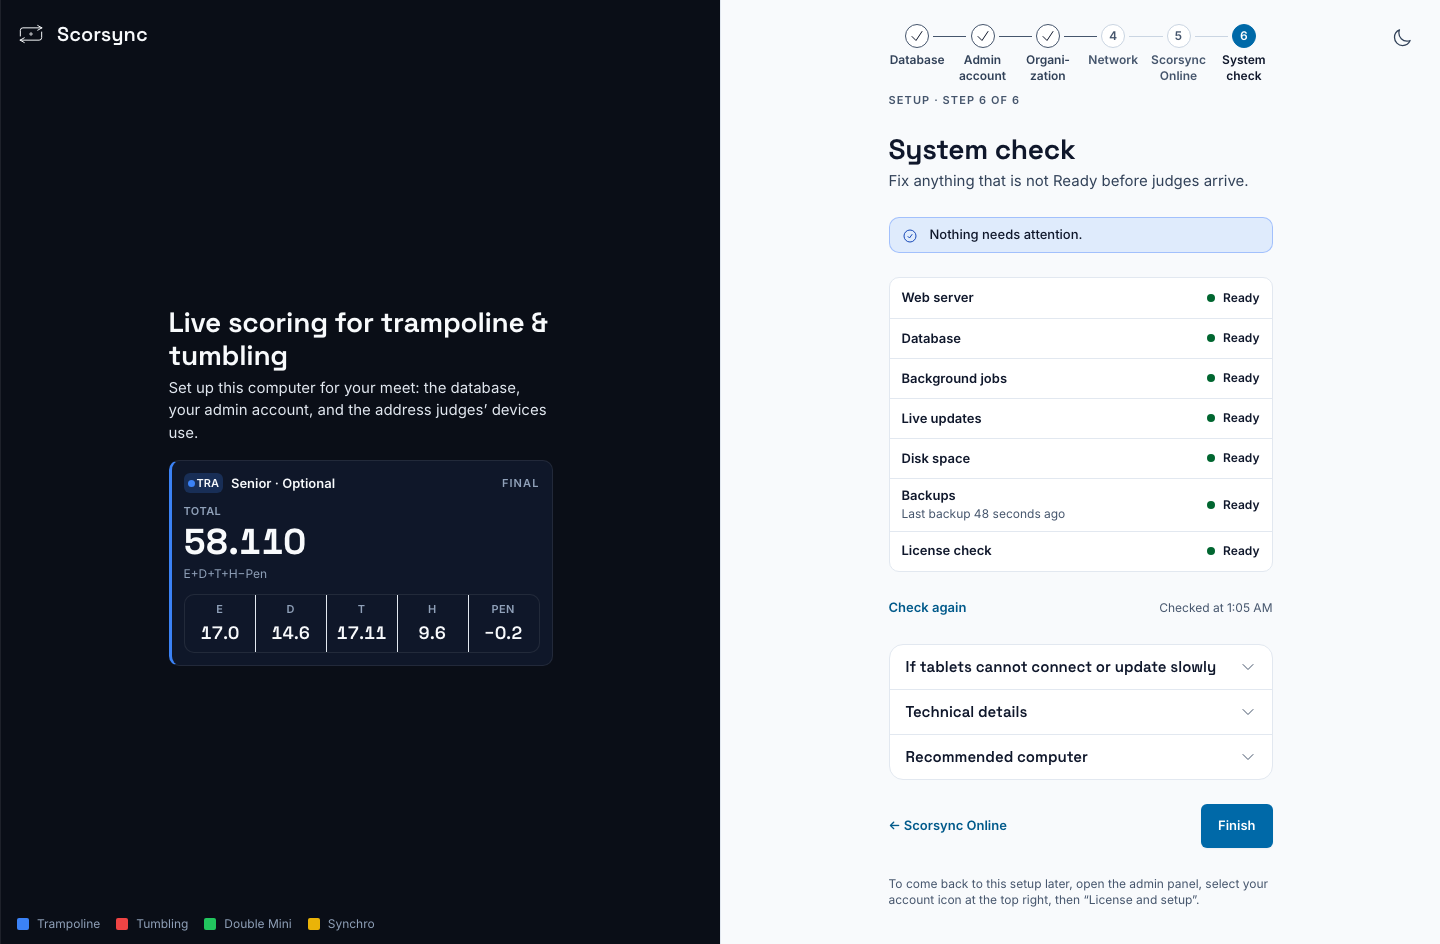 Scorsync
Live scoring for trampoline &
tumbling
Set up this computer for your meet: the database,
your admin account, and the address judges’ devices
use.
TRA Senior · Optional FINAL
TOTAL
58.110
E+D+T+H−Pen
E D T H PEN
17.0 14.6 17.11 9.6 −0.2
Trampoline Tumbling Double Mini Synchro
4 5 6
Database Admin account Organi-zation Network Scorsync Online System check
SETUP · STEP 6 OF 6
System check
Fix anything that is not Ready before judges arrive.
Nothing needs attention.
Web server Ready
Database Ready
Background jobs Ready
Live updates Ready
Disk space Ready
Backups Ready
Last backup 48 seconds ago
License check Ready
Check again Checked at 1:05 AM
If tablets cannot connect or update slowly
Technical details
Recommended computer
← Scorsync Online Finish
To come back to this setup later, open the admin panel, select your
account icon at the top right, then “License and setup”.